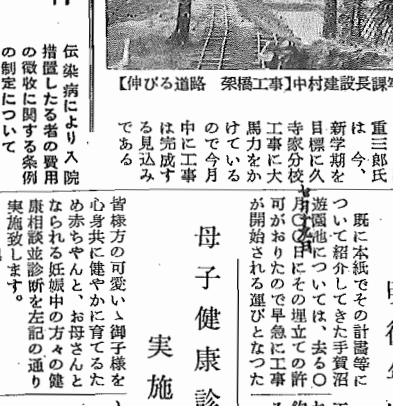 【伸びる道路 架橋工事】中村建設長課
重三郎氏
は、今、
新学期を
目標に久
寺家分校
工事に大
馬力をか
けている
ので今月
中に工事
は完成す
る見込み
である
伝染病により入院
措置したる者の費用
の徴収に関する条例
の制定について
既に本紙でその計画等に
ついて紹介してきた手賀沼
遊園地については、去る〇
月〇〇日にその埋立ての許
可がおりたので早急に工事
が開始される運びとなつた
母子健康診
実施
皆様方の可愛いゝ御子様を
心身共に健やかに育てるた
め赤ちやんと、お母さんと
なられる妊娠中の方々の健
康相談並診断を左記の通り
実施致します。